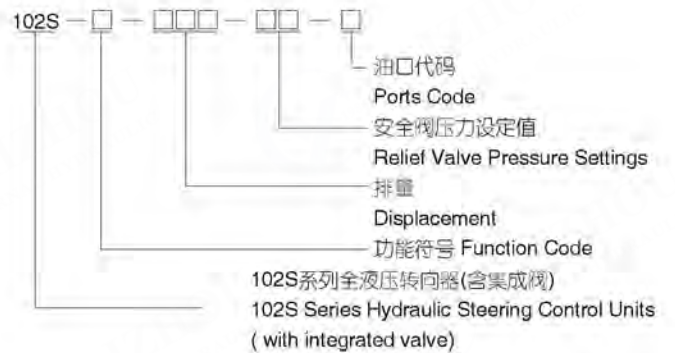 102S - □ - □□□ - □□ - □
油口代码
Ports Code
安全阀压力设定值
Relief Valve Pressure Settings
排量
Displacement
功能符号 Function Code
102S系列全液压转向器(含集成阀)
102S Series Hydraulic Steering Control Units
( with integrated valve)